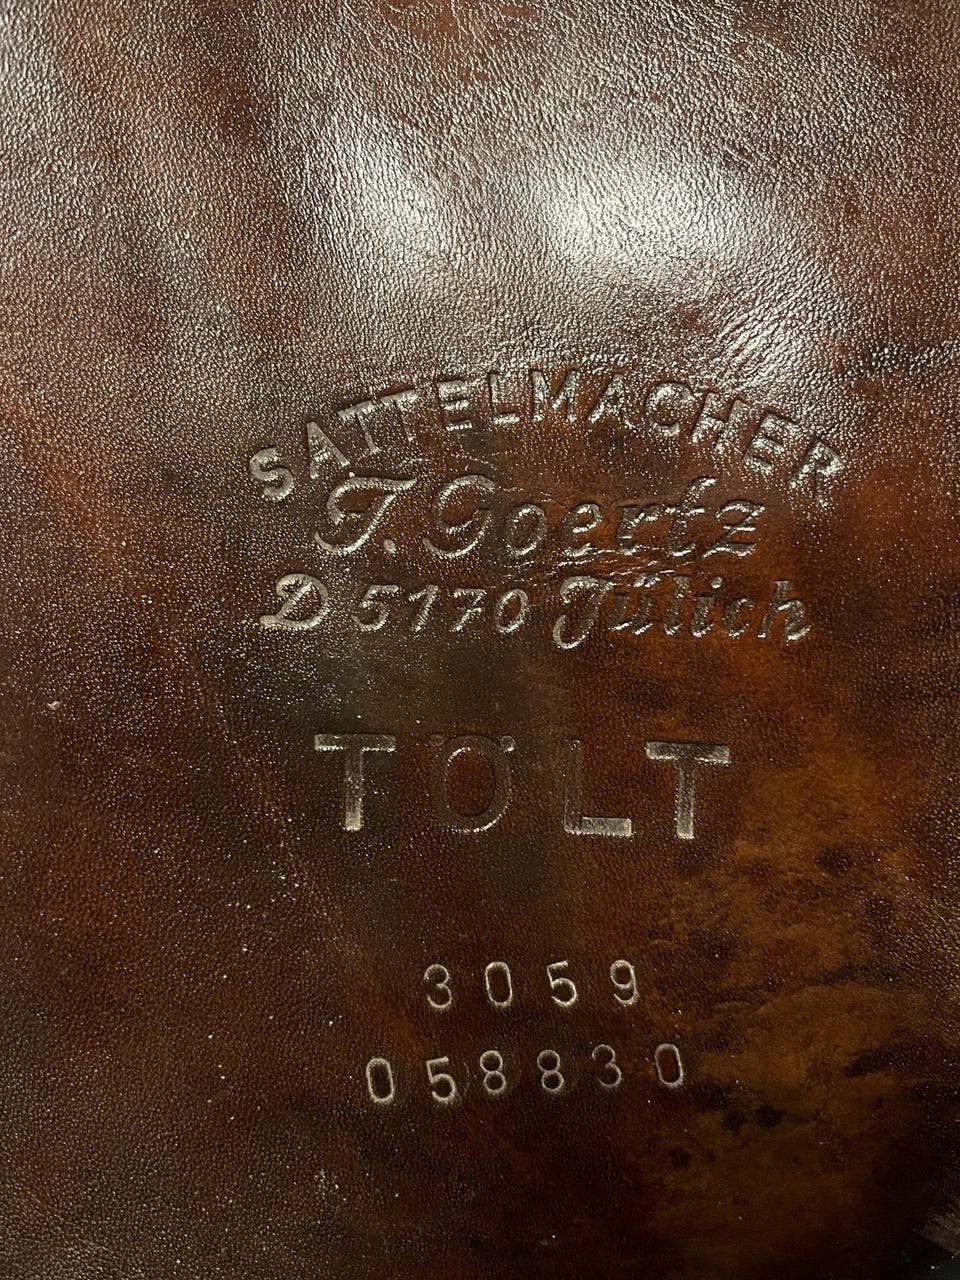 SATTELMACHER
J. Goertz
D 5170 Jülich
TÖLT
3059
058830